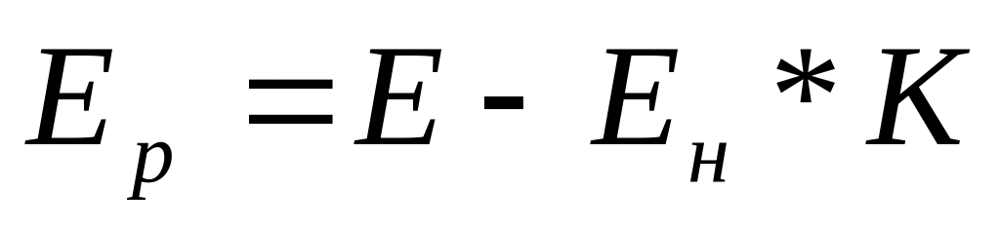 Eр = E - Eн * K